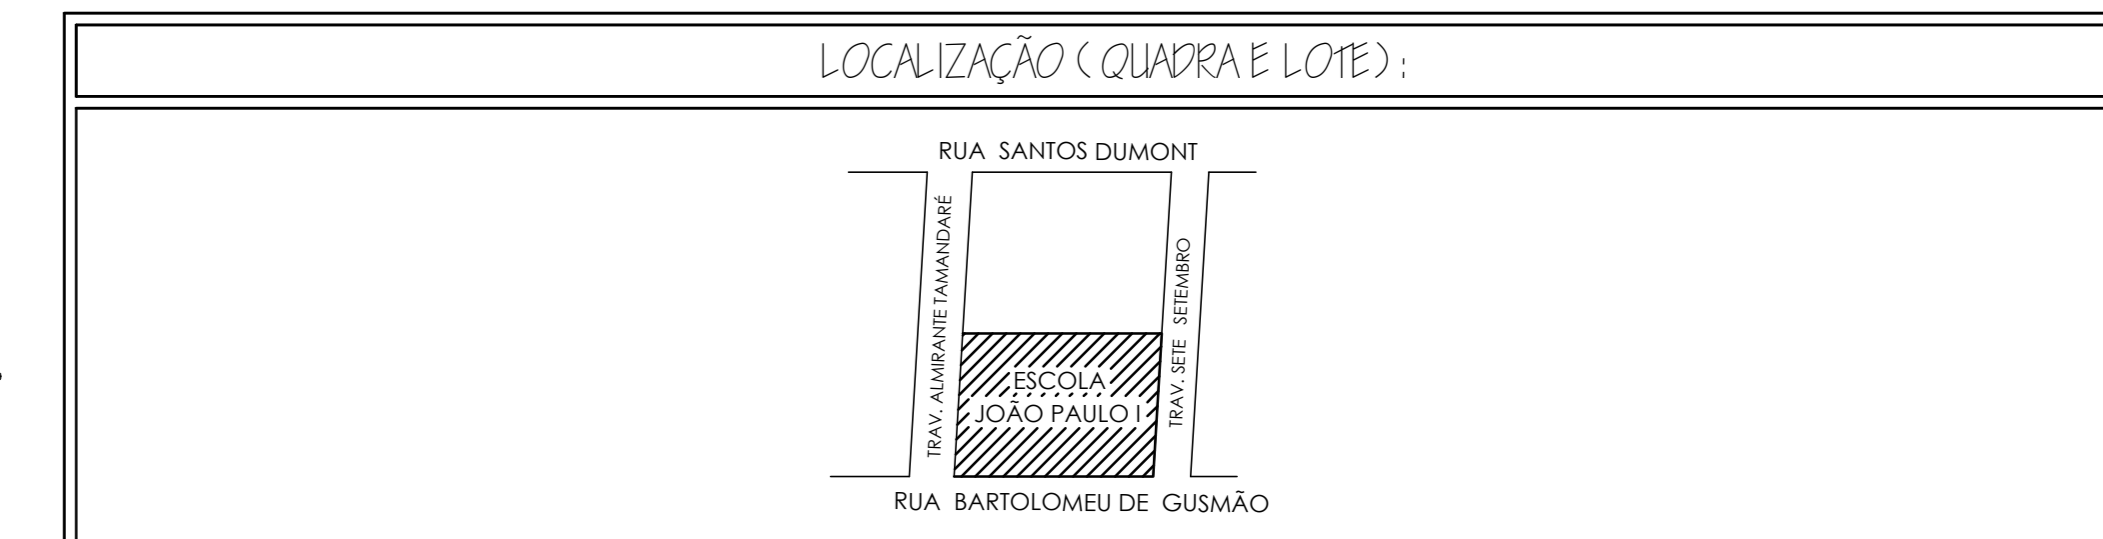 LOCALIZAÇÃO ( QUADRA E LOTE) :
RUA SANTOS DUMONT
TRAV. ALMIRANTE TAMANDARÉ
TRAV. SETE SETEMBRO
ESCOLA
JOÃO PAULO I
RUA BARTOLOMEU DE GUSMÃO